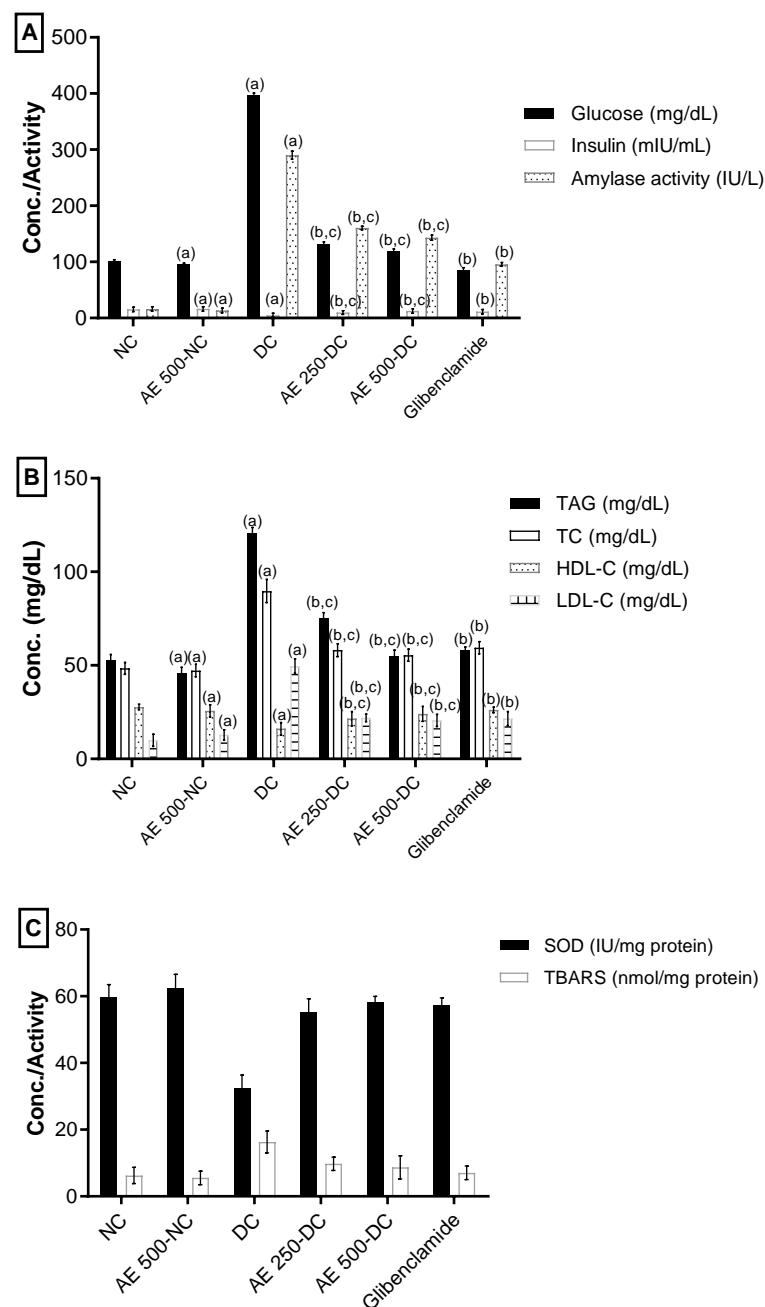 A
500
400
300
200
100
0
Conc./Activity
(a)
(a) (a)
(a)
(a)
(a)
(b,c)
(b,c)
(b,c)
(b,c)
(b,c)
(b,c)
(b)
(b)
(b)
NC
AE 500-NC
DC
AE 250-DC
AE 500-DC
Glibenclamide
Glucose (mg/dL)
Insulin (mIU/mL)
Amylase activity (IU/L)
B
150
100
50
0
Conc. (mg/dL)
(a) (a)
(a)
(a)
(a)
(a)
(a)
(a)
(b,c)
(b,c)
(b,c)
(b,c)
(b,c)
(b,c)
(b,c)
(b,c)
(b)
(b)
(b)
(b)
NC
AE 500-NC
DC
AE 250-DC
AE 500-DC
Glibenclamide
TAG (mg/dL)
TC (mg/dL)
HDL-C (mg/dL)
LDL-C (mg/dL)
C
80
60
40
20
0
Conc./Activity
NC
AE 500-NC
DC
AE 250-DC
AE 500-DC
Glibenclamide
SOD (IU/mg protein)
TBARS (nmol/mg protein)